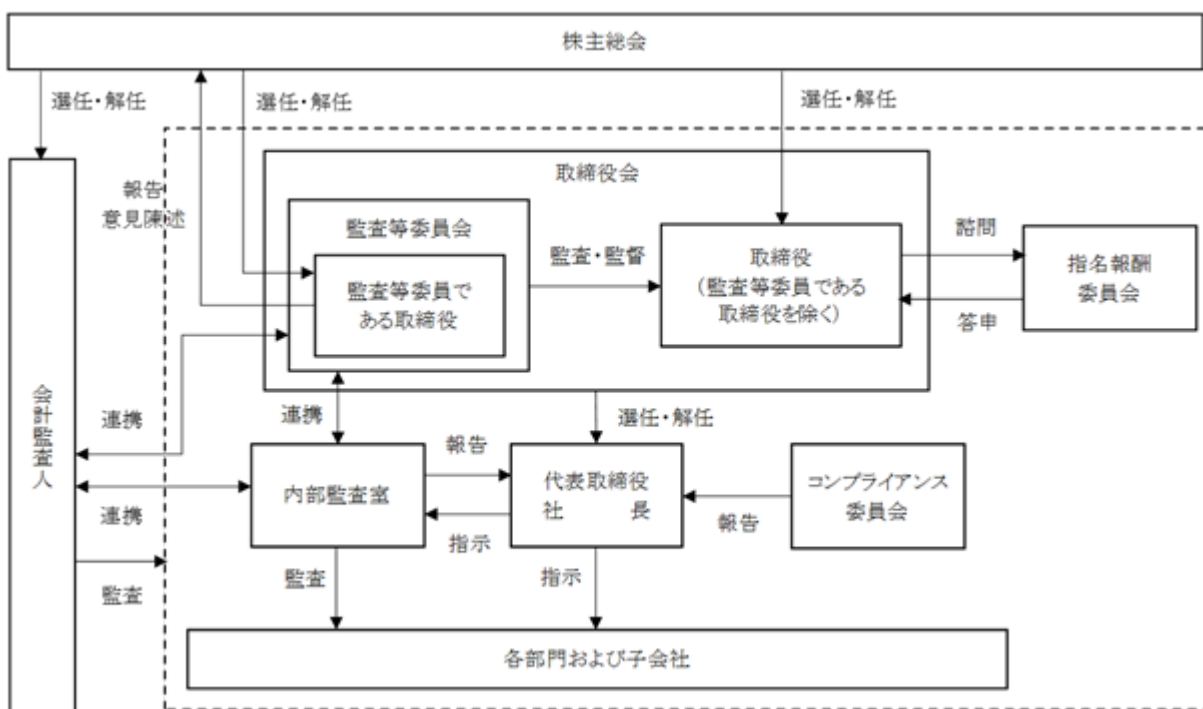 株主総会
選任・解任
選任・解任
選任・解任
取締役会
報告
意見陳述
監査等委員会
監査等委員で
ある取締役
監査・監督
取締役
（監査等委員である
取締役を除く）
諮問
答申
指名報酬
委員会
会計監査人
連携
連携
選任・解任
連携
監査
内部監査室
報告
指示
代表取締役
社　　　長
報告
コンプライアンス
委員会
監査
指示
各部門および子会社